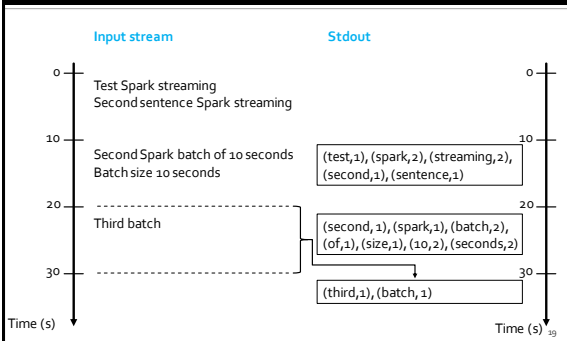 Input stream
Stdout
0
0
Test Spark streaming
Second sentence Spark streaming
10
10
Second Spark batch of 10 seconds
Batch size 10 seconds
(test,1), (spark,2), (streaming,2),
(second,1), (sentence,1)
20
20
Third batch
(second, 1), (spark,1), (batch,2),
(of,1), (size,1), (10,2), (seconds,2)
30
30
(third,1), (batch, 1)
Time (s)
Time (s)
19